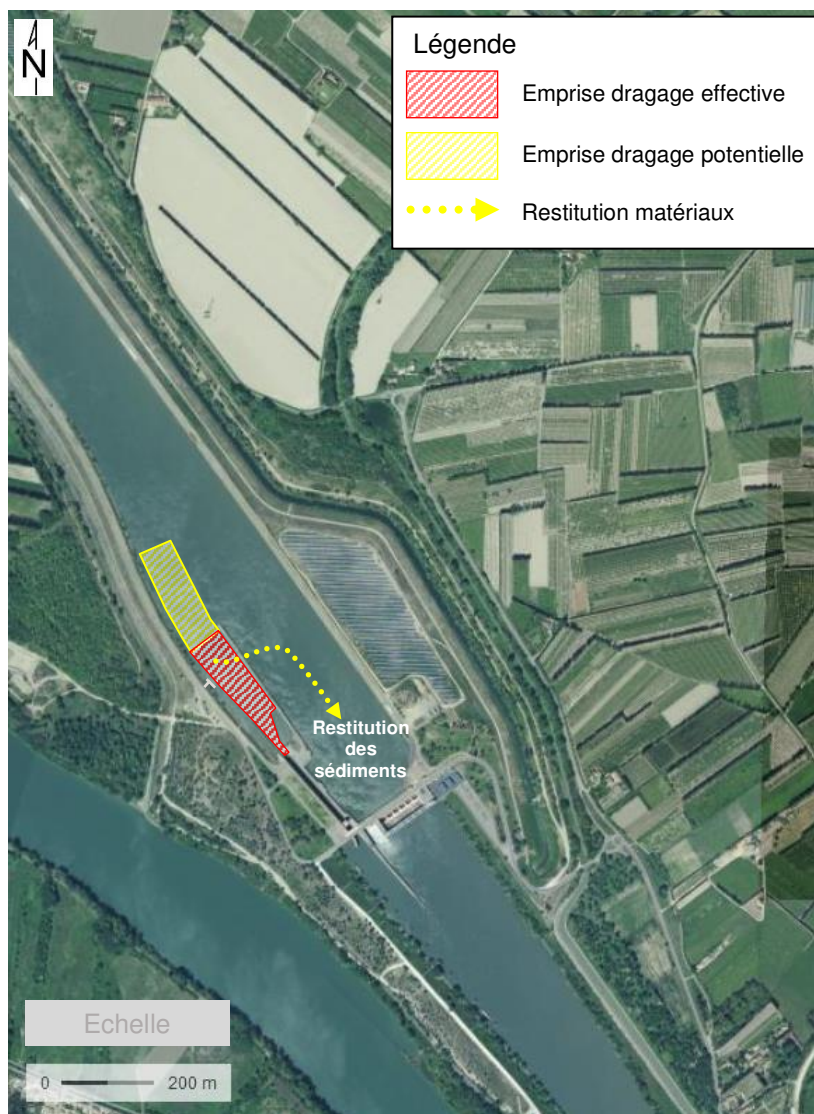 N
Légende
Emprise dragage effective
Emprise dragage potentielle
Restitution matériaux
Restitution
des
sédiments
Echelle
0 200 m